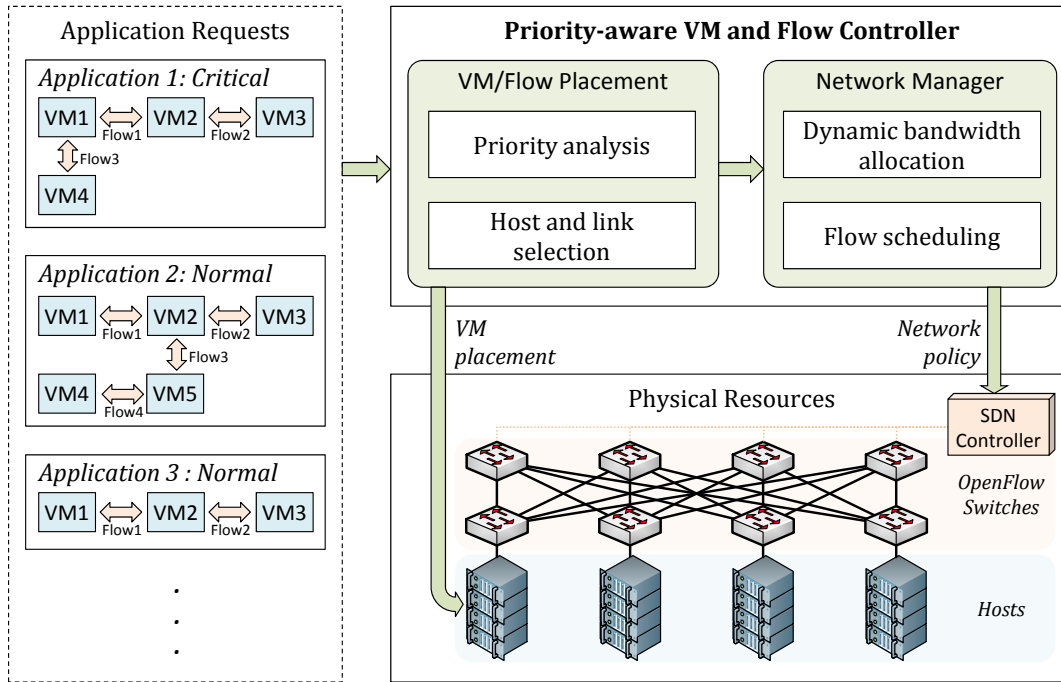 Application Requests
Application 1: Critical
VM1
Flow1
VM2
Flow2
VM3
Flow3
VM4
Application 2: Normal
VM1
Flow1
VM2
Flow2
VM3
Flow3
VM4
Flow4
VM5
Application 3 : Normal
VM1
Flow1
VM2
Flow2
VM3
.
.
.
Priority-aware VM and Flow Controller
VM/Flow Placement
Priority analysis
Host and link
selection
Network Manager
Dynamic bandwidth
allocation
Flow scheduling
VM
placement
Network
policy
Physical Resources
SDN
Controller
OpenFlow
Switches
Hosts